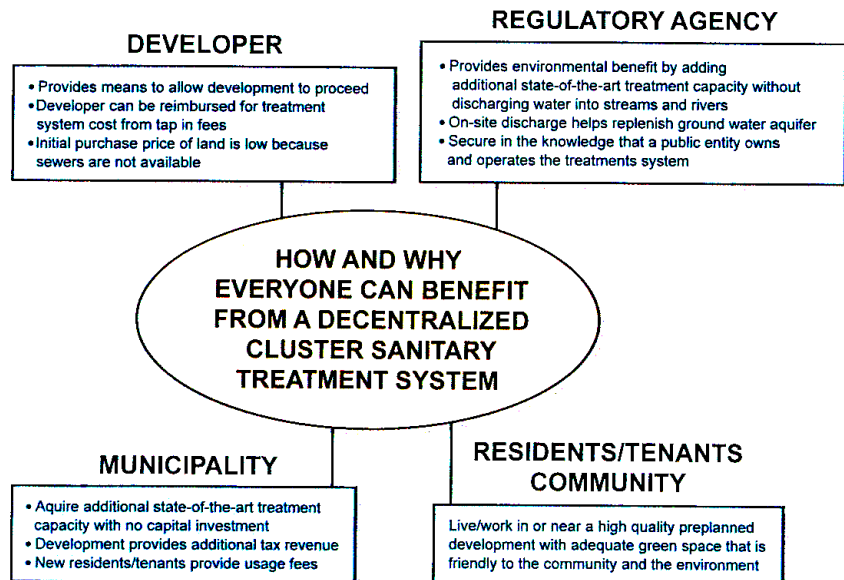 DEVELOPER
• Provides means to allow development to proceed
• Developer can be reimbursed for treatment
system cost from tap in fees
• Initial purchase price of land is low because
sewers are not available
REGULATORY AGENCY
• Provides environmental benefit by adding
additional state-of-the-art treatment capacity without
discharging water into streams and rivers
• On-site discharge helps replenish ground water aquifer
• Secure in the knowledge that a public entity owns
and operates the treatments system
HOW AND WHY
EVERYONE CAN BENEFIT
FROM A DECENTRALIZED
CLUSTER SANITARY
TREATMENT SYSTEM
MUNICIPALITY
• Aquire additional state-of-the-art treatment
capacity with no capital investment
• Development provides additional tax revenue
• New residents/tenants provide usage fees
RESIDENTS/TENANTS
COMMUNITY
Live/work in or near a high quality preplanned
development with adequate green space that is
friendly to the community and the environment